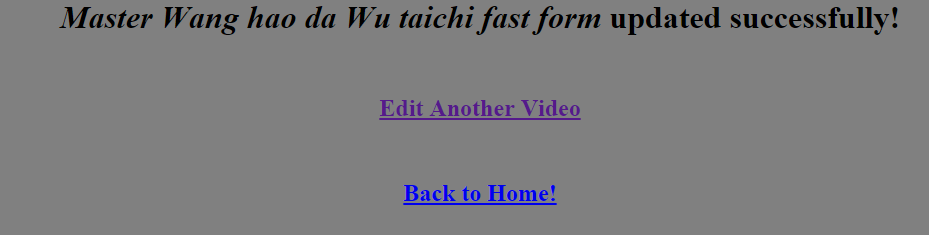 Master Wang hao da Wu taichi fast form updated successfully!
Edit Another Video
Back to Home!